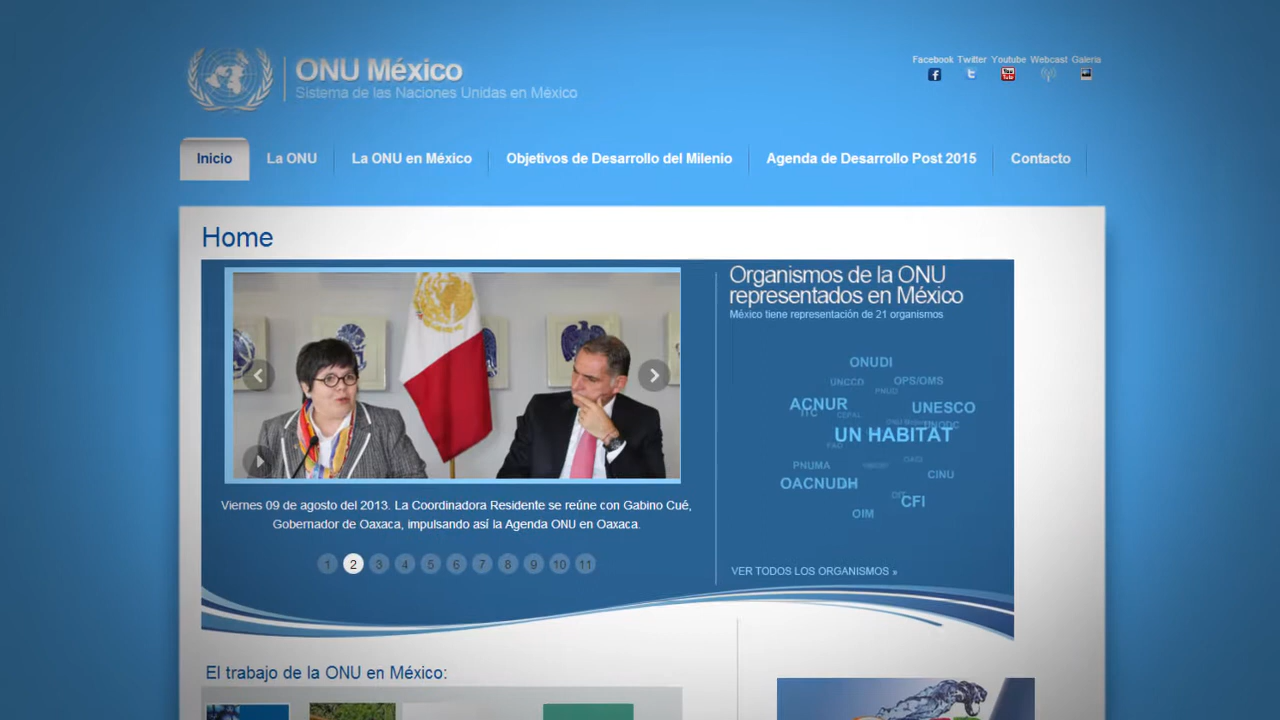 ONU México
Sistema de las Naciones Unidas en México
Facebook Twitter Youtube Webcast Galeria
Inicio
La ONU
La ONU en México
Objetivos de Desarrollo del Milenio
Agenda de Desarrollo Post 2015
Contacto
Home
Organismos de la ONU
representados en México
México tiene representación de 21 organismos
ONUDI
UNCCD
OPS/OMS
PNUD
ACNUR
UNESCO
ITC
CEPAL
UNODC
UN HABITAT
FAO
PNUMA
OACI
CINU
OACNUDH
OIT
CFI
OIM
Viernes 09 de agosto del 2013. La Coordinadora Residente se reúne con Gabino Cué,
Gobernador de Oaxaca, impulsando así la Agenda ONU en Oaxaca.
1 2 3 4 5 6 7 8 9 10 11
VER TODOS LOS ORGANISMOS »
El trabajo de la ONU en México: